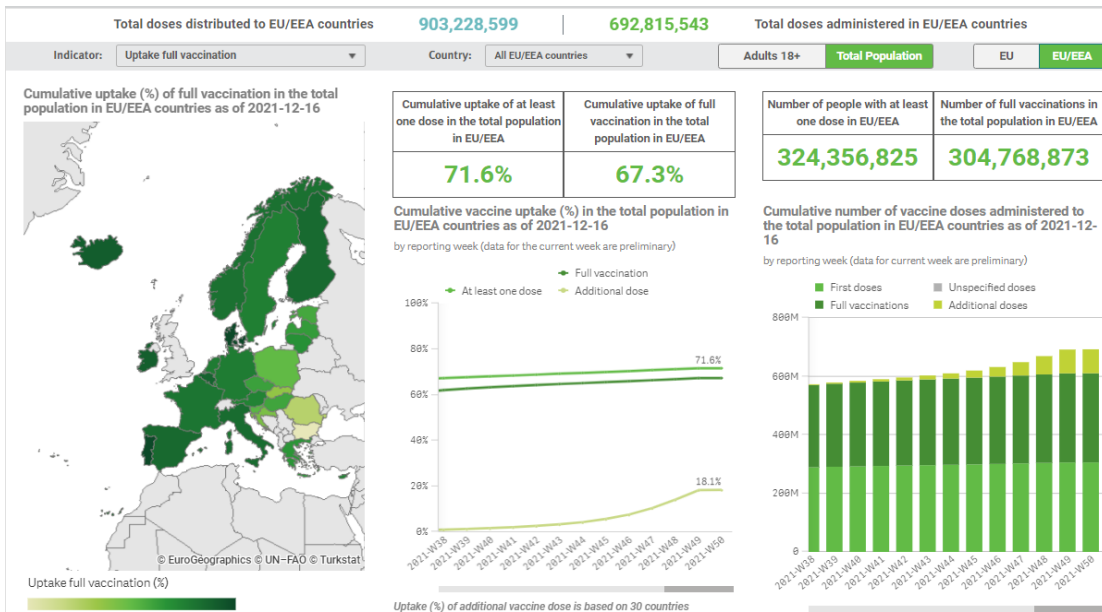 Total doses distributed to EU/EEA countries 903,228,599 692,815,543 Total doses administered in EU/EEA countries
Indicator: Uptake full vaccination Country: All EU/EEA countries Adults 18+ Total Population EU EU/EEA
Cumulative uptake (%) of full vaccination in the total
population in EU/EEA countries as of 2021-12-16
© EuroGeographics © UN-FAO © Turkstat
Uptake full vaccination (%)
Cumulative uptake of at least
one dose in the total population
in EU/EEA
71.6%
Cumulative uptake of full
vaccination in the total
population in EU/EEA
67.3%
Cumulative vaccine uptake (%) in the total population in
EU/EEA countries as of 2021-12-16
by reporting week (data for the current week are preliminary)
Full vaccination
At least one dose Additional dose
100%
80%
71.6%
60%
40%
20%
18.1%
0%
2021-W38 2021-W39 2021-W40 2021-W41 2021-W42 2021-W43 2021-W44 2021-W45 2021-W46 2021-W47 2021-W48 2021-W49 2021-W50
Uptake (%) of additional vaccine dose is based on 30 countries
Number of people with at least
one dose in EU/EEA
324,356,825
Number of full vaccinations in
the total population in EU/EEA
304,768,873
Cumulative number of vaccine doses administered to
the total population in EU/EEA countries as of 2021-12-
16
by reporting week (data for current week are preliminary)
First doses Unspecified doses
Full vaccinations Additional doses
800M
600M
400M
200M
0
2021-W38 2021-W39 2021-W40 2021-W41 2021-W42 2021-W43 2021-W44 2021-W45 2021-W46 2021-W47 2021-W48 2021-W49 2021-W50